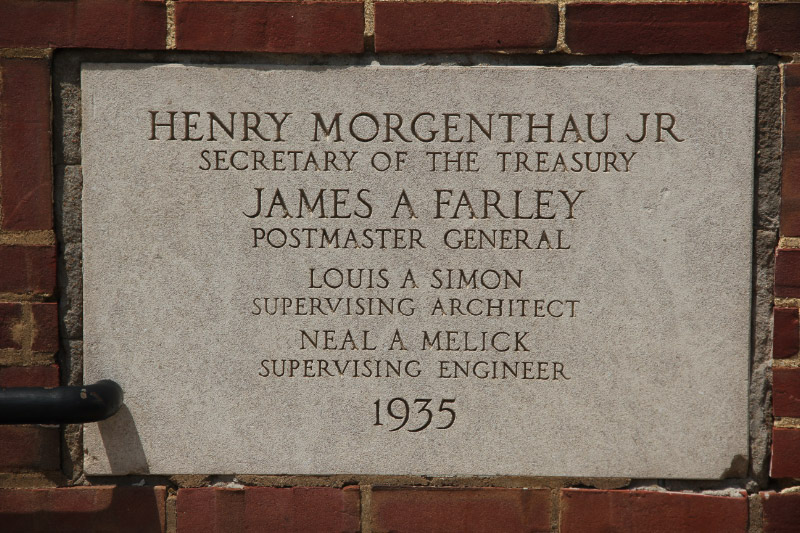 HENRY MORGENTHAU JR
SECRETARY OF THE TREASURY
JAMES A FARLEY
POSTMASTER GENERAL
LOUIS A SIMON
SUPERVISING ARCHITECT
NEAL A MELICK
SUPERVISING ENGINEER
1935